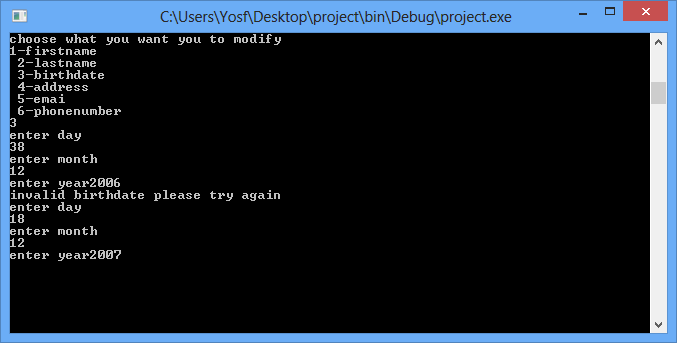 C:\Users\Yosf\Desktop\project\bin\Debug\project.exe
choose what you want you to modify
1-firstname
 2-lastname
 3-birthdate
 4-address
 5-emai
 6-phonenumber
3
enter day
38
enter month
12
enter year2006
invalid birthdate please try again
enter day
18
enter month
12
enter year2007